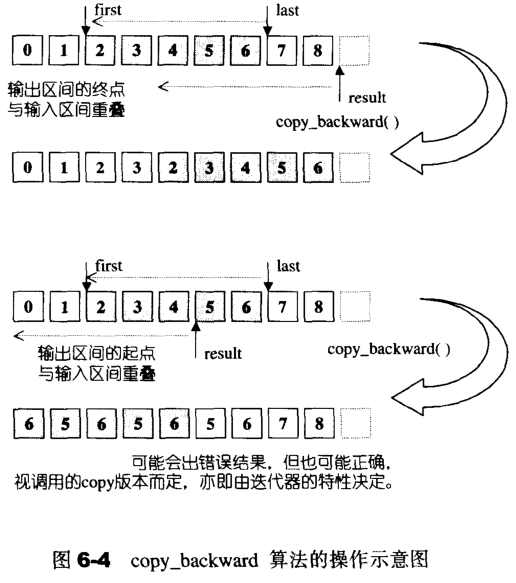 first last
0 1 2 3 4 5 6 7 8
输出区间的终点
与输入区间重叠
result
copy_backward( )
0 1 2 3 2 3 4 5 6
first last
0 1 2 3 4 5 6 7 8
输出区间的起点
与输入区间重叠
result
copy_backward( )
6 5 6 5 6 5 6 7 8
可能会出错误结果，但也可能正确，
视调用的copy版本而定，亦即由迭代器的特性决定。
图 6-4 copy_backward 算法的操作示意图